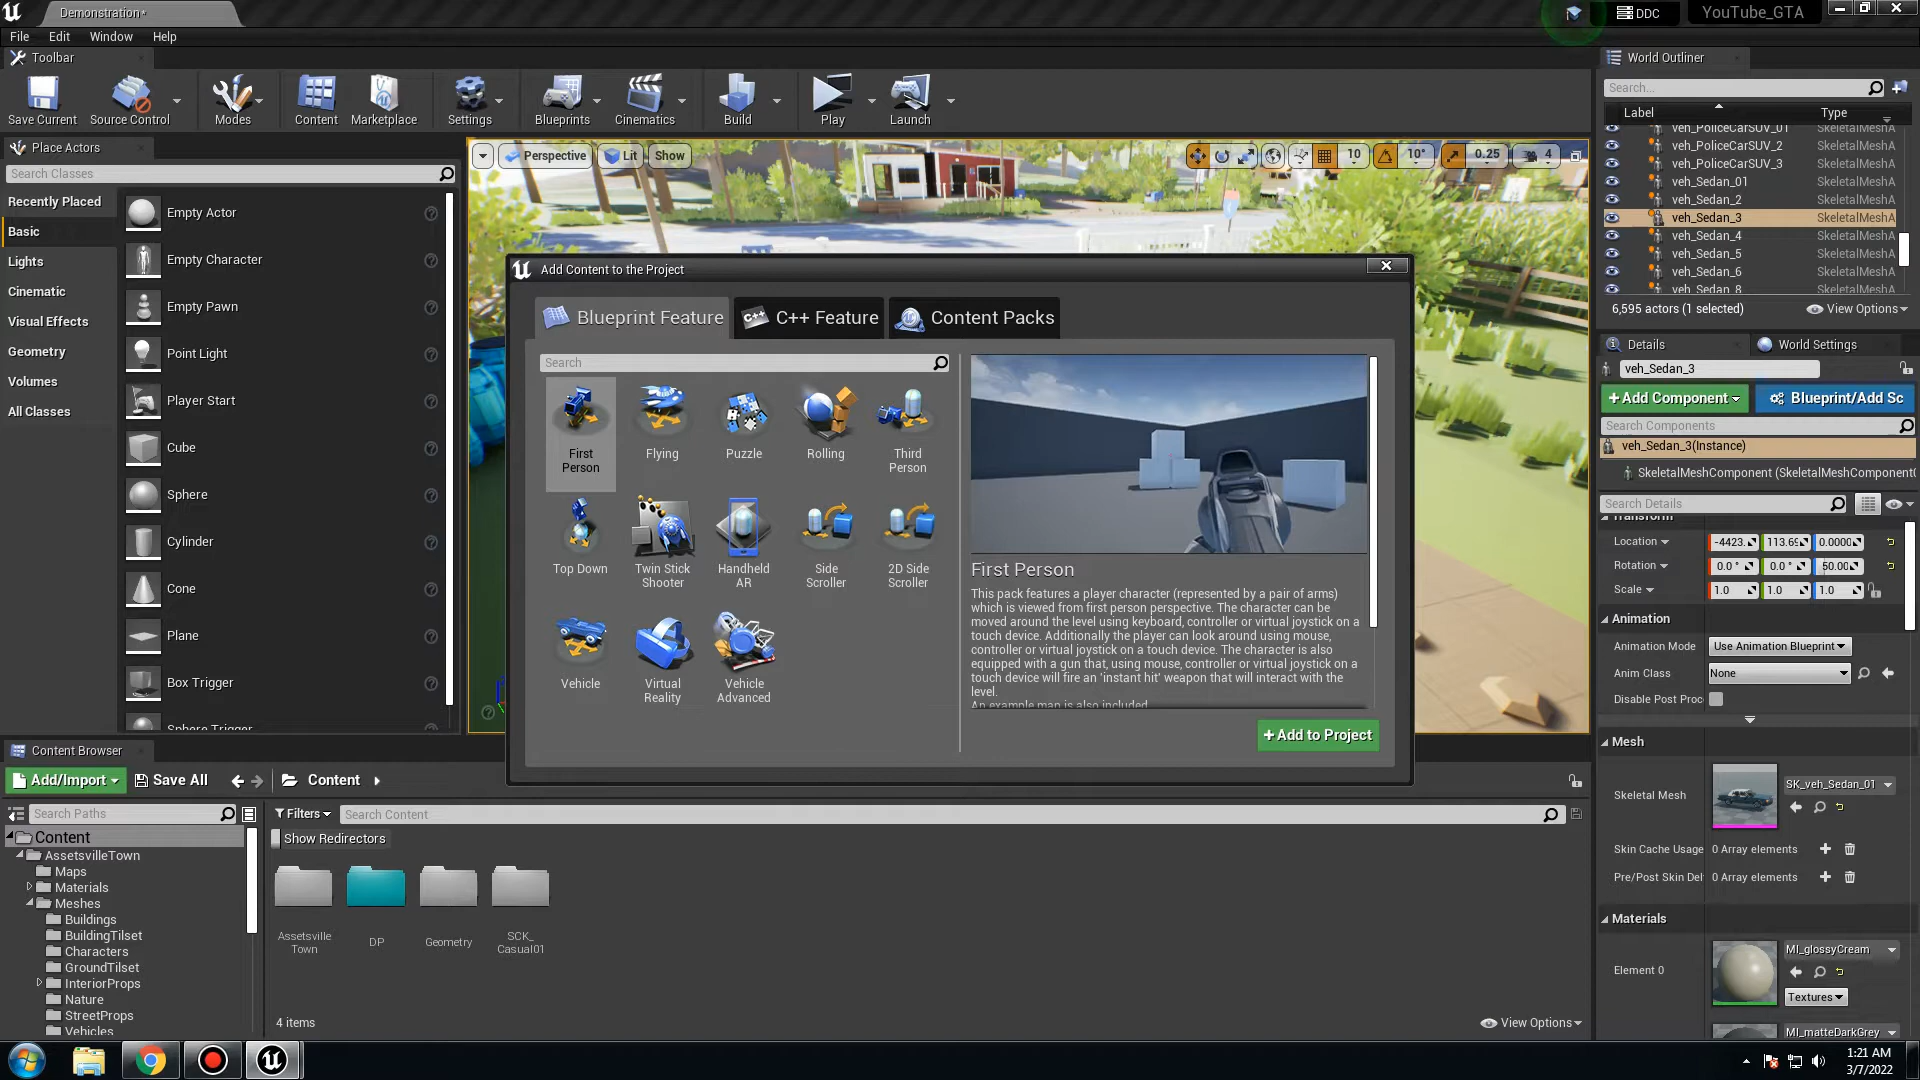 Demonstration*
DDC
YouTube_GTA
File Edit Window Help
Toolbar
Save Current
Source Control
Modes
Content
Marketplace
Settings
Blueprints
Cinematics
Build
Play
Launch
Place Actors
Search Classes
Recently Placed
Basic
Lights
Cinematic
Visual Effects
Geometry
Volumes
All Classes
Empty Actor
Empty Character
Empty Pawn
Point Light
Player Start
Cube
Sphere
Cylinder
Cone
Plane
Box Trigger
Sphere Trigger
Perspective
Lit
Show
10
10°
0.25
4
Add Content to the Project
Blueprint Feature
C++ Feature
Content Packs
Search
First
Person
Flying
Puzzle
Rolling
Third
Person
Top Down
Twin Stick
Shooter
Handheld
AR
Side
Scroller
2D Side
Scroller
Vehicle
Virtual
Reality
Vehicle
Advanced
First Person
This pack features a player character (represented by a pair of arms)
which is viewed from first person perspective. The character can be
moved around the level using keyboard, controller or virtual joystick on a
touch device. Additionally the player can look around using mouse,
controller or virtual joystick on a touch device. The character is also
equipped with a gun that, using mouse, controller or virtual joystick on a
touch device will fire an 'instant hit' weapon that will interact with the
level.
An example map is also included.
+Add to Project
World Outliner
Search...
Label
Type
veh_PoliceCarSUV_01 SkeletalMeshA
veh_PoliceCarSUV_2 SkeletalMeshA
veh_PoliceCarSUV_3 SkeletalMeshA
veh_Sedan_01 SkeletalMeshA
veh_Sedan_2 SkeletalMeshA
veh_Sedan_3 SkeletalMeshA
veh_Sedan_4 SkeletalMeshA
veh_Sedan_5 SkeletalMeshA
veh_Sedan_6 SkeletalMeshA
veh_Sedan_8 SkeletalMeshA
6,595 actors (1 selected)
View Options
Details
World Settings
veh_Sedan_3
+Add Component
Blueprint/Add Sc
Search Components
veh_Sedan_3(Instance)
SkeletalMeshComponent (SkeletalMeshComponent0
Search Details
Transform
Location -4423. 113.69 0.0000
Rotation 0.0 ° 0.0 ° 50.00
Scale 1.0 1.0 1.0
Animation
Animation Mode Use Animation Blueprint
Anim Class None
Disable Post Proc
Mesh
Skeletal Mesh
SK_veh_Sedan_01
Skin Cache Usage 0 Array elements
Pre/Post Skin Del 0 Array elements
Materials
Element 0
MI_glossyCream
Textures
MI_matteDarkGrey
Content Browser
Add/Import
Save All
Content
Search Paths
Filters
Search Content
Show Redirectors
Content
AssetsvilleTown
Maps
Materials
Meshes
Buildings
BuildingTilset
Characters
GroundTilset
InteriorProps
Nature
StreetProps
Vehicles
Assetsville
Town
DP
Geometry
SCK_
Casual01
4 items
View Options
1:21 AM
3/7/2022